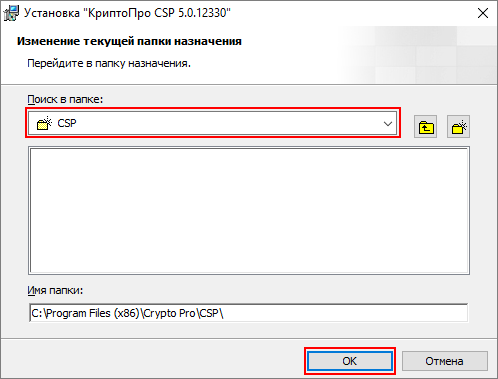 Установка "КриптоПро CSP 5.0.12330"
Изменение текущей папки назначения
Перейдите в папку назначения.
Поиск в папке:
CSP
Имя папки:
C:\Program Files (x86)\Crypto Pro\CSP\
OK
Отмена